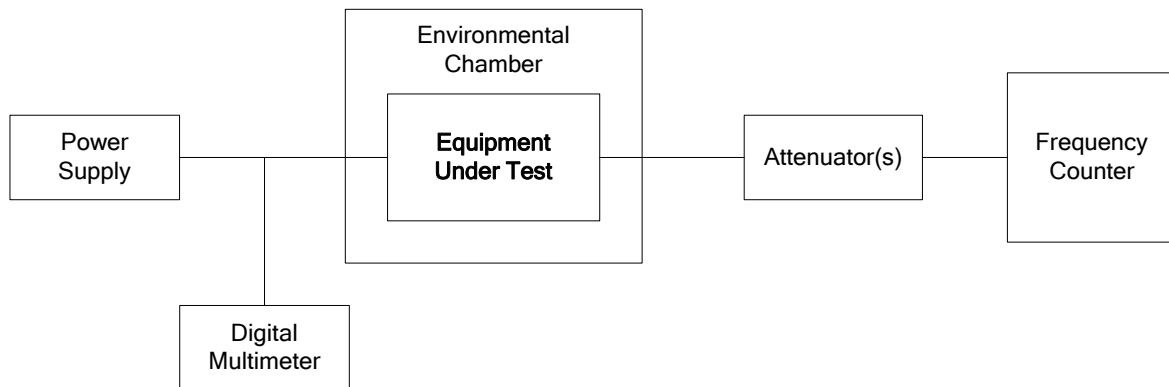 Environmental
Chamber
Power
Supply
Equipment
Under Test
Attenuator(s)
Frequency
Counter
Digital
Multimeter